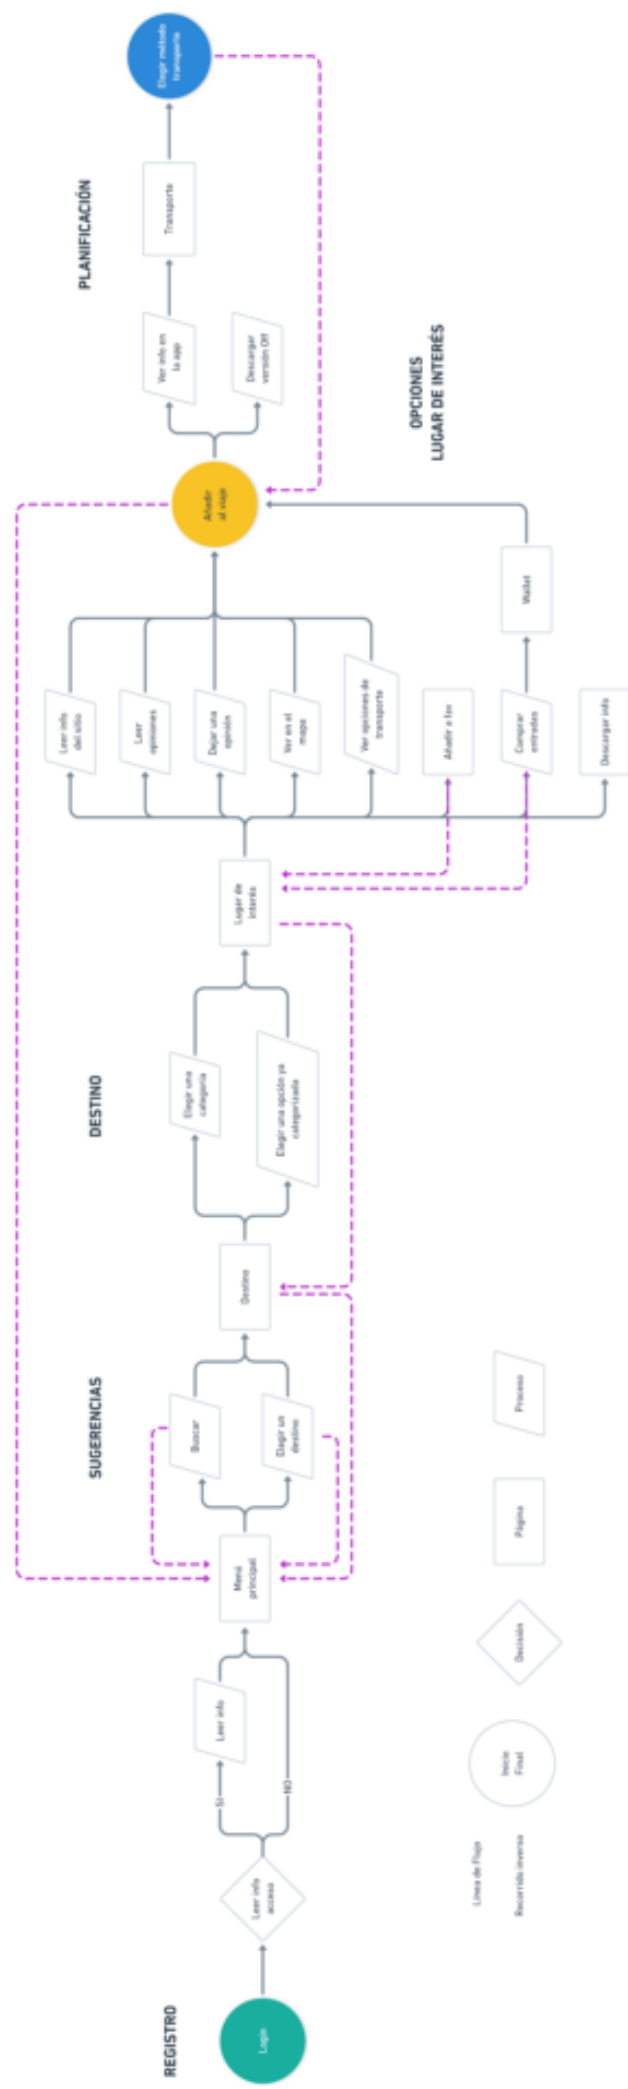 REGISTRO
Login
Leer info
acceso
SI
NO
Leer info
Menú
principal
SUGERENCIAS
Buscar
Elegir un
destino
Destino
DESTINO
Elegir una
categoría
Elegir una opción ya
categorizada
Lugar de
interés
Leer info
del sitio
Leer
opiniones
Dejar una
opinión
Ver en el
mapa
Ver opciones de
transporte
Añadir a fav
Comprar
entradas
Descargar info
Wallet
OPCIONES
LUGAR DE INTERÉS
Añadir
al viaje
PLANIFICACIÓN
Ver info en
la app
Descargar
versión Off
Transporte
Elegir método
transporte
Línea de Flujo
Recorrido inverso
Inicio
Final
Decisión
Página
Proceso